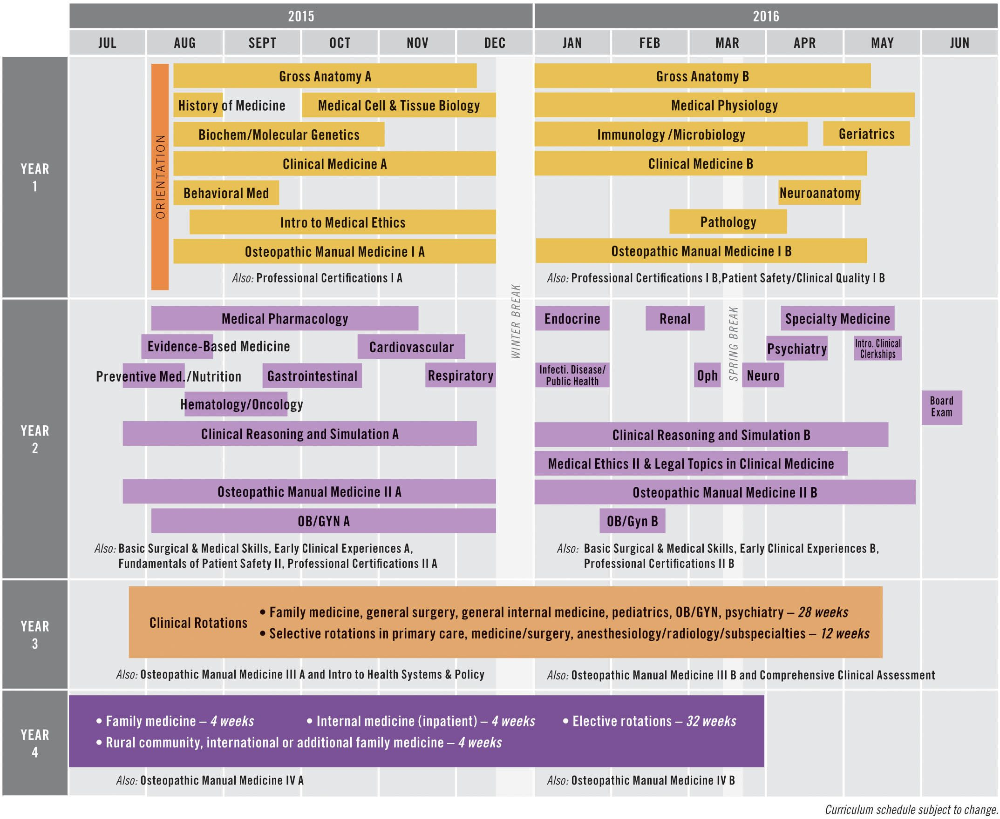 2015 2016
JUL AUG SEPT OCT NOV DEC JAN FEB MAR APR MAY JUN
YEAR
1
ORIENTATION
Gross Anatomy A
Gross Anatomy B
History of Medicine
Medical Cell & Tissue Biology
Medical Physiology
Biochem/Molecular Genetics
Immunology /Microbiology
Geriatrics
Clinical Medicine A
Clinical Medicine B
Behavioral Med
Neuroanatomy
Intro to Medical Ethics
Pathology
Osteopathic Manual Medicine I A
Osteopathic Manual Medicine I B
Also: Professional Certifications I A
Also: Professional Certifications I B,Patient Safety/Clinical Quality I B
WINTER BREAK
SPRING BREAK
YEAR
2
Medical Pharmacology
Endocrine
Renal
Specialty Medicine
Evidence-Based Medicine
Cardiovascular
Psychiatry
Intro. Clinical
Clerkships
Preventive Med./Nutrition
Gastrointestinal
Respiratory
Infecti. Disease/
Public Health
Oph
Neuro
Hematology/Oncology
Board
Exam
Clinical Reasoning and Simulation A
Clinical Reasoning and Simulation B
Medical Ethics II & Legal Topics in Clinical Medicine
Osteopathic Manual Medicine II A
Osteopathic Manual Medicine II B
OB/GYN A
OB/Gyn B
Also: Basic Surgical & Medical Skills, Early Clinical Experiences A,
Fundamentals of Patient Safety II, Professional Certifications II A
Also: Basic Surgical & Medical Skills, Early Clinical Experiences B,
Professional Certifications II B
YEAR
3
Clinical Rotations
• Family medicine, general surgery, general internal medicine, pediatrics, OB/GYN, psychiatry – 28 weeks
• Selective rotations in primary care, medicine/surgery, anesthesiology/radiology/subspecialties – 12 weeks
Also: Osteopathic Manual Medicine III A and Intro to Health Systems & Policy
Also: Osteopathic Manual Medicine III B and Comprehensive Clinical Assessment
YEAR
4
• Family medicine – 4 weeks
• Internal medicine (inpatient) – 4 weeks
• Elective rotations – 32 weeks
• Rural community, international or additional family medicine – 4 weeks
Also: Osteopathic Manual Medicine IV A
Also: Osteopathic Manual Medicine IV B
Curriculum schedule subject to change.